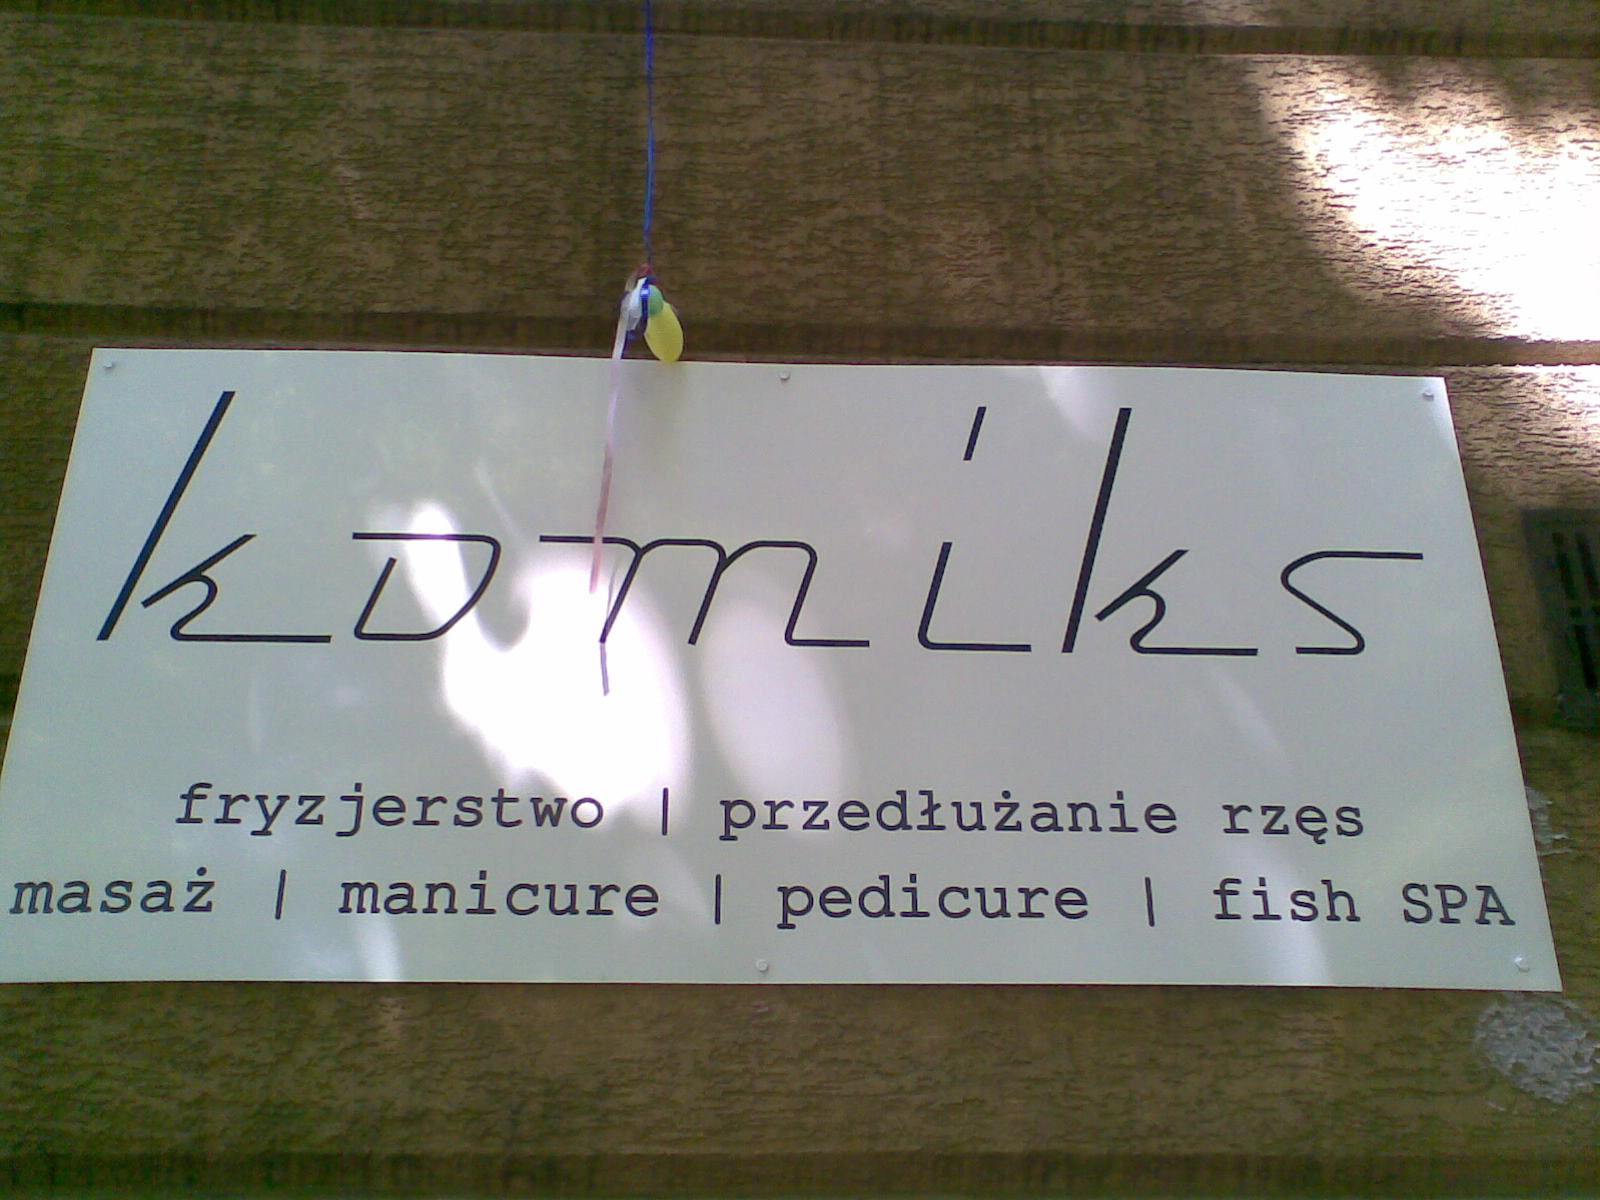 komiks
fryzjerstwo | przedłużanie rzęs
masaż | manicure | pedicure | fish SPA